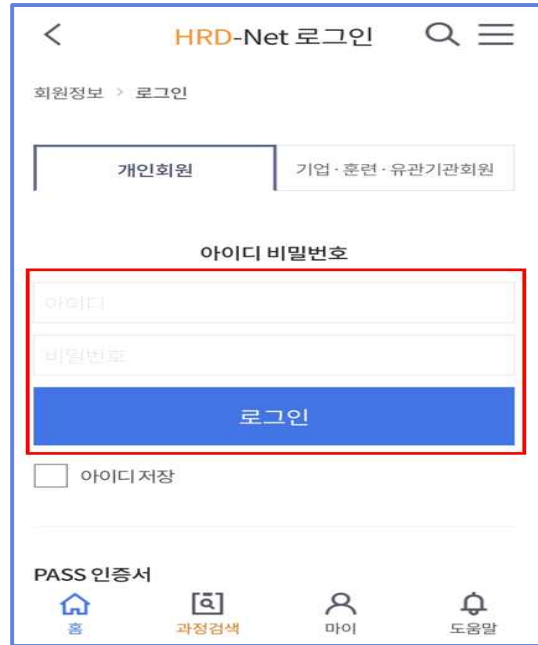 HRD-Net 로그인
회원정보 > 로그인
개인회원 기업·훈련·유관기관회원
아이디 비밀번호
아이디
비밀번호
로그인
아이디 저장
PASS 인증서
홈 과정검색 마이 도움말